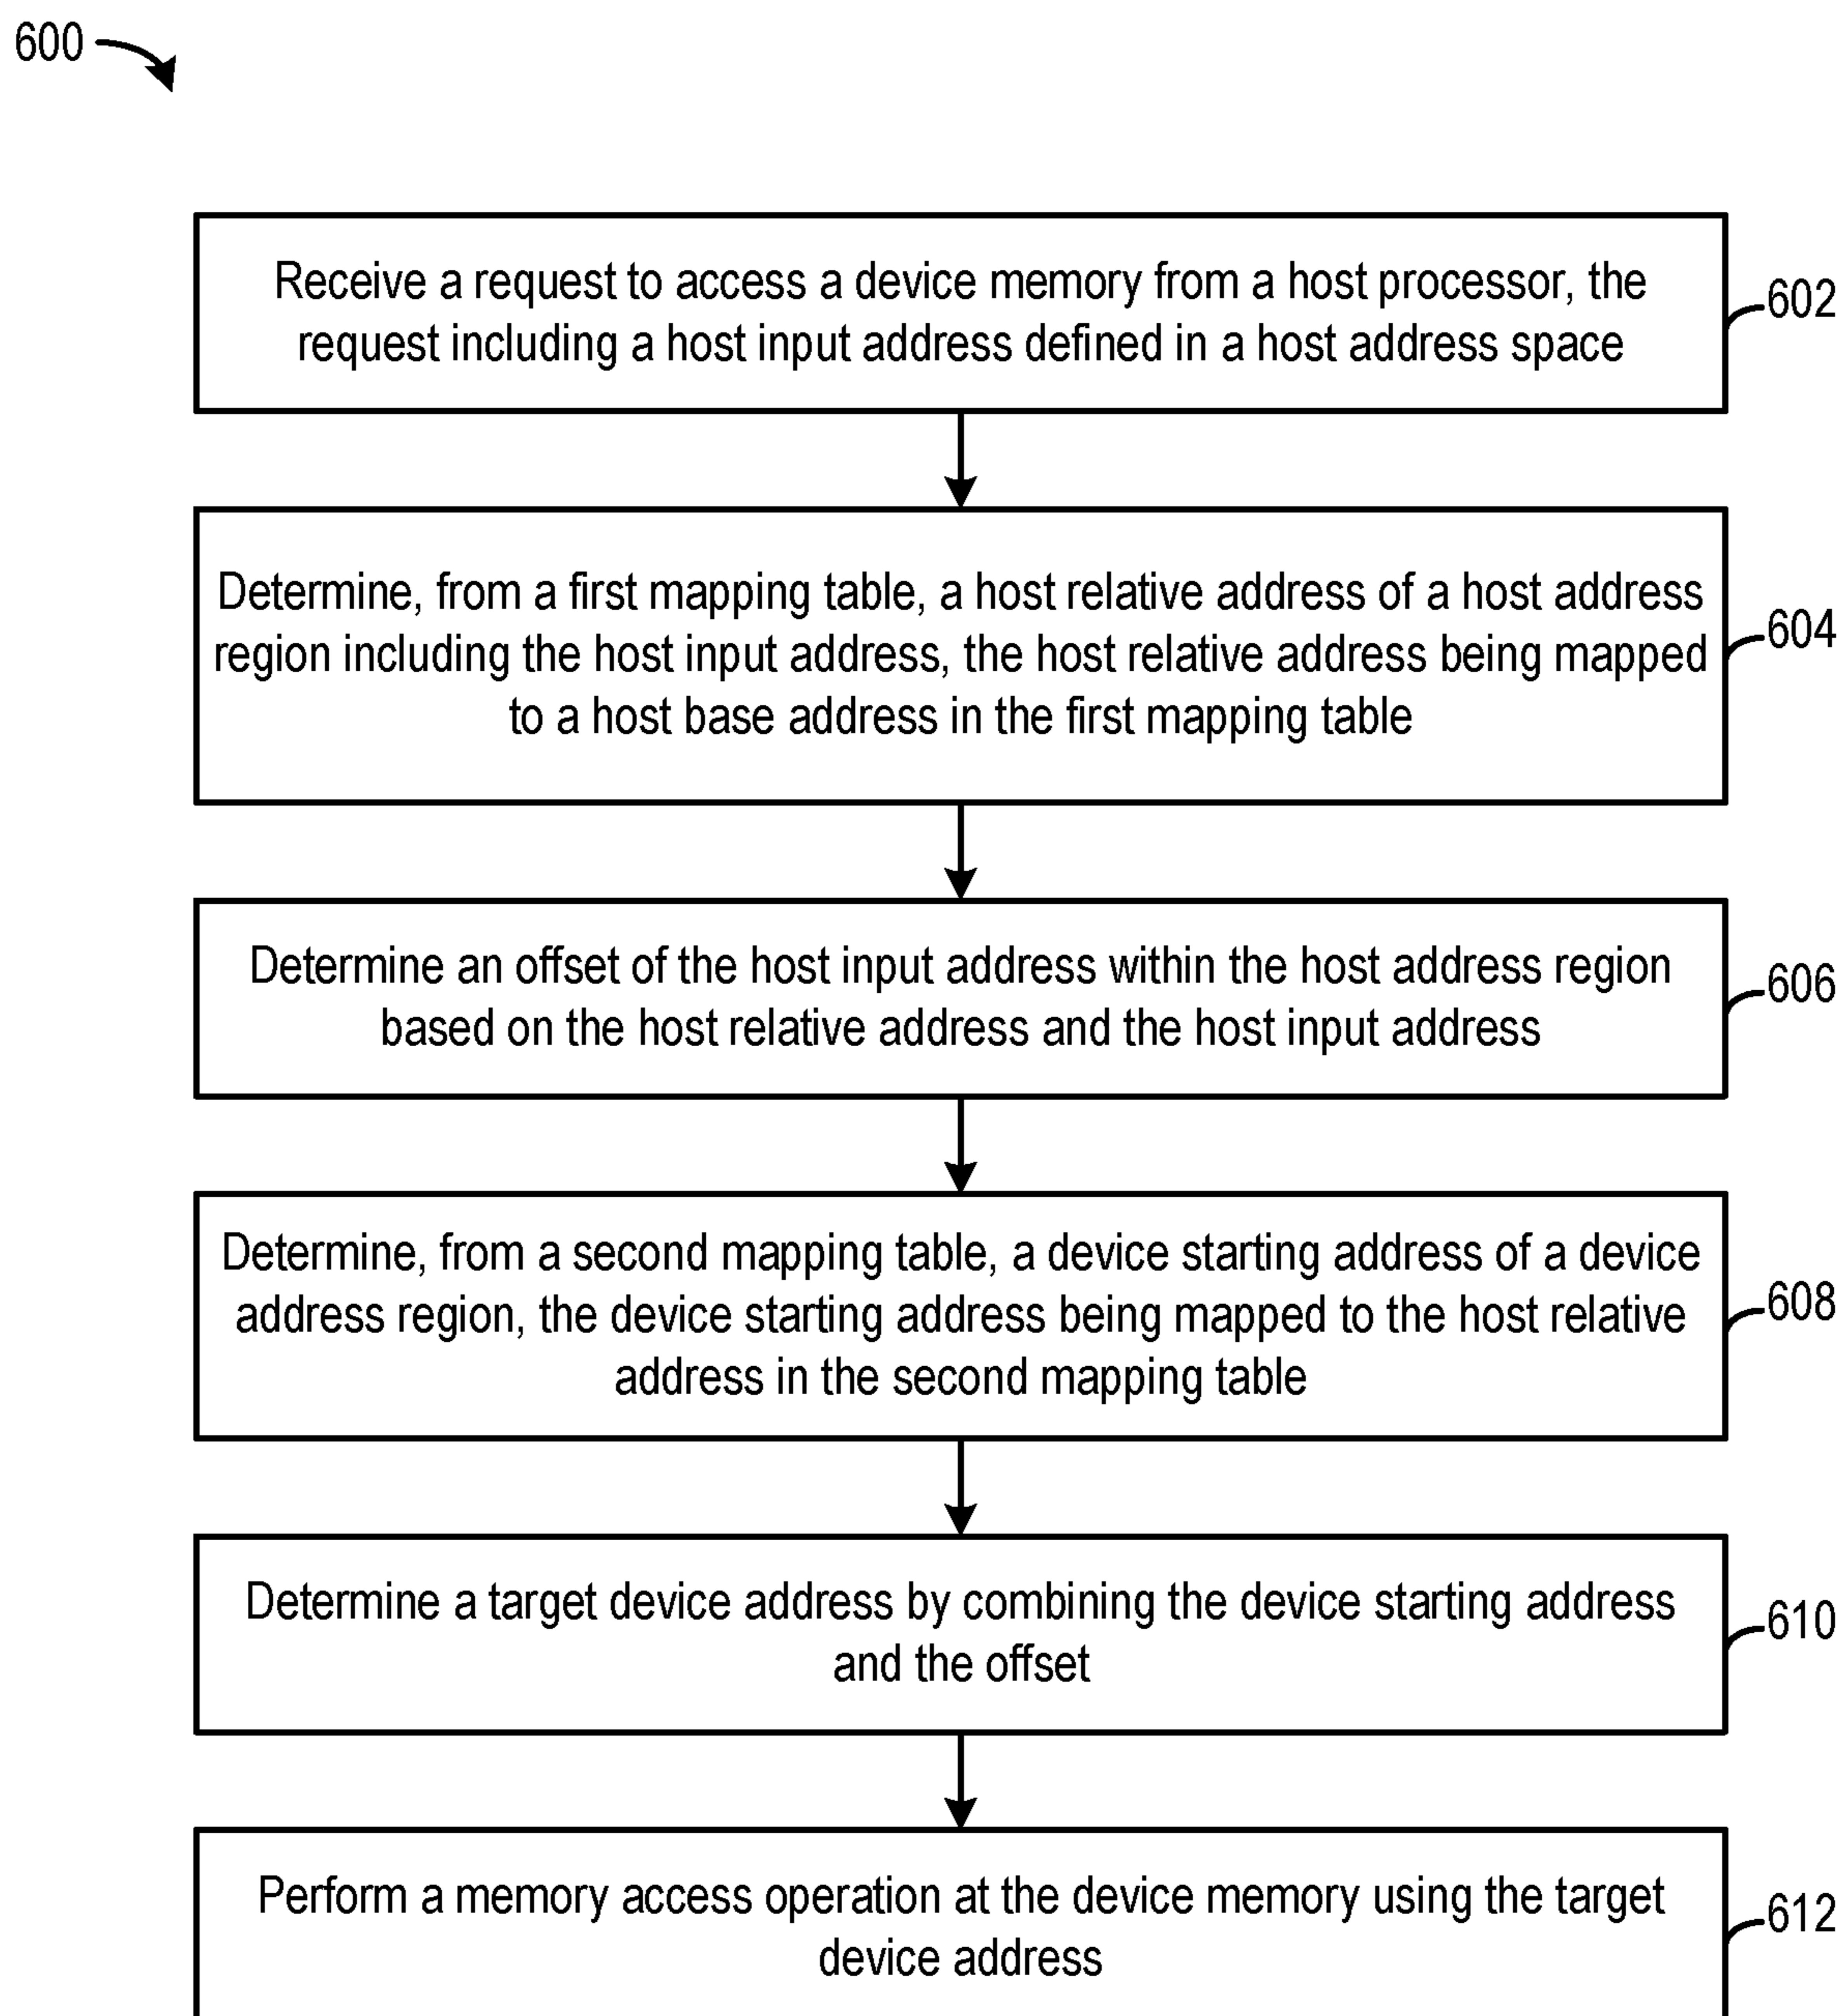 600
Receive a request to access a device memory from a host processor, the
request including a host input address defined in a host address space
602
Determine, from a first mapping table, a host relative address of a host address
region including the host input address, the host relative address being mapped
to a host base address in the first mapping table
604
Determine an offset of the host input address within the host address region
based on the host relative address and the host input address
606
Determine, from a second mapping table, a device starting address of a device
address region, the device starting address being mapped to the host relative
address in the second mapping table
608
Determine a target device address by combining the device starting address
and the offset
610
Perform a memory access operation at the device memory using the target
device address
612